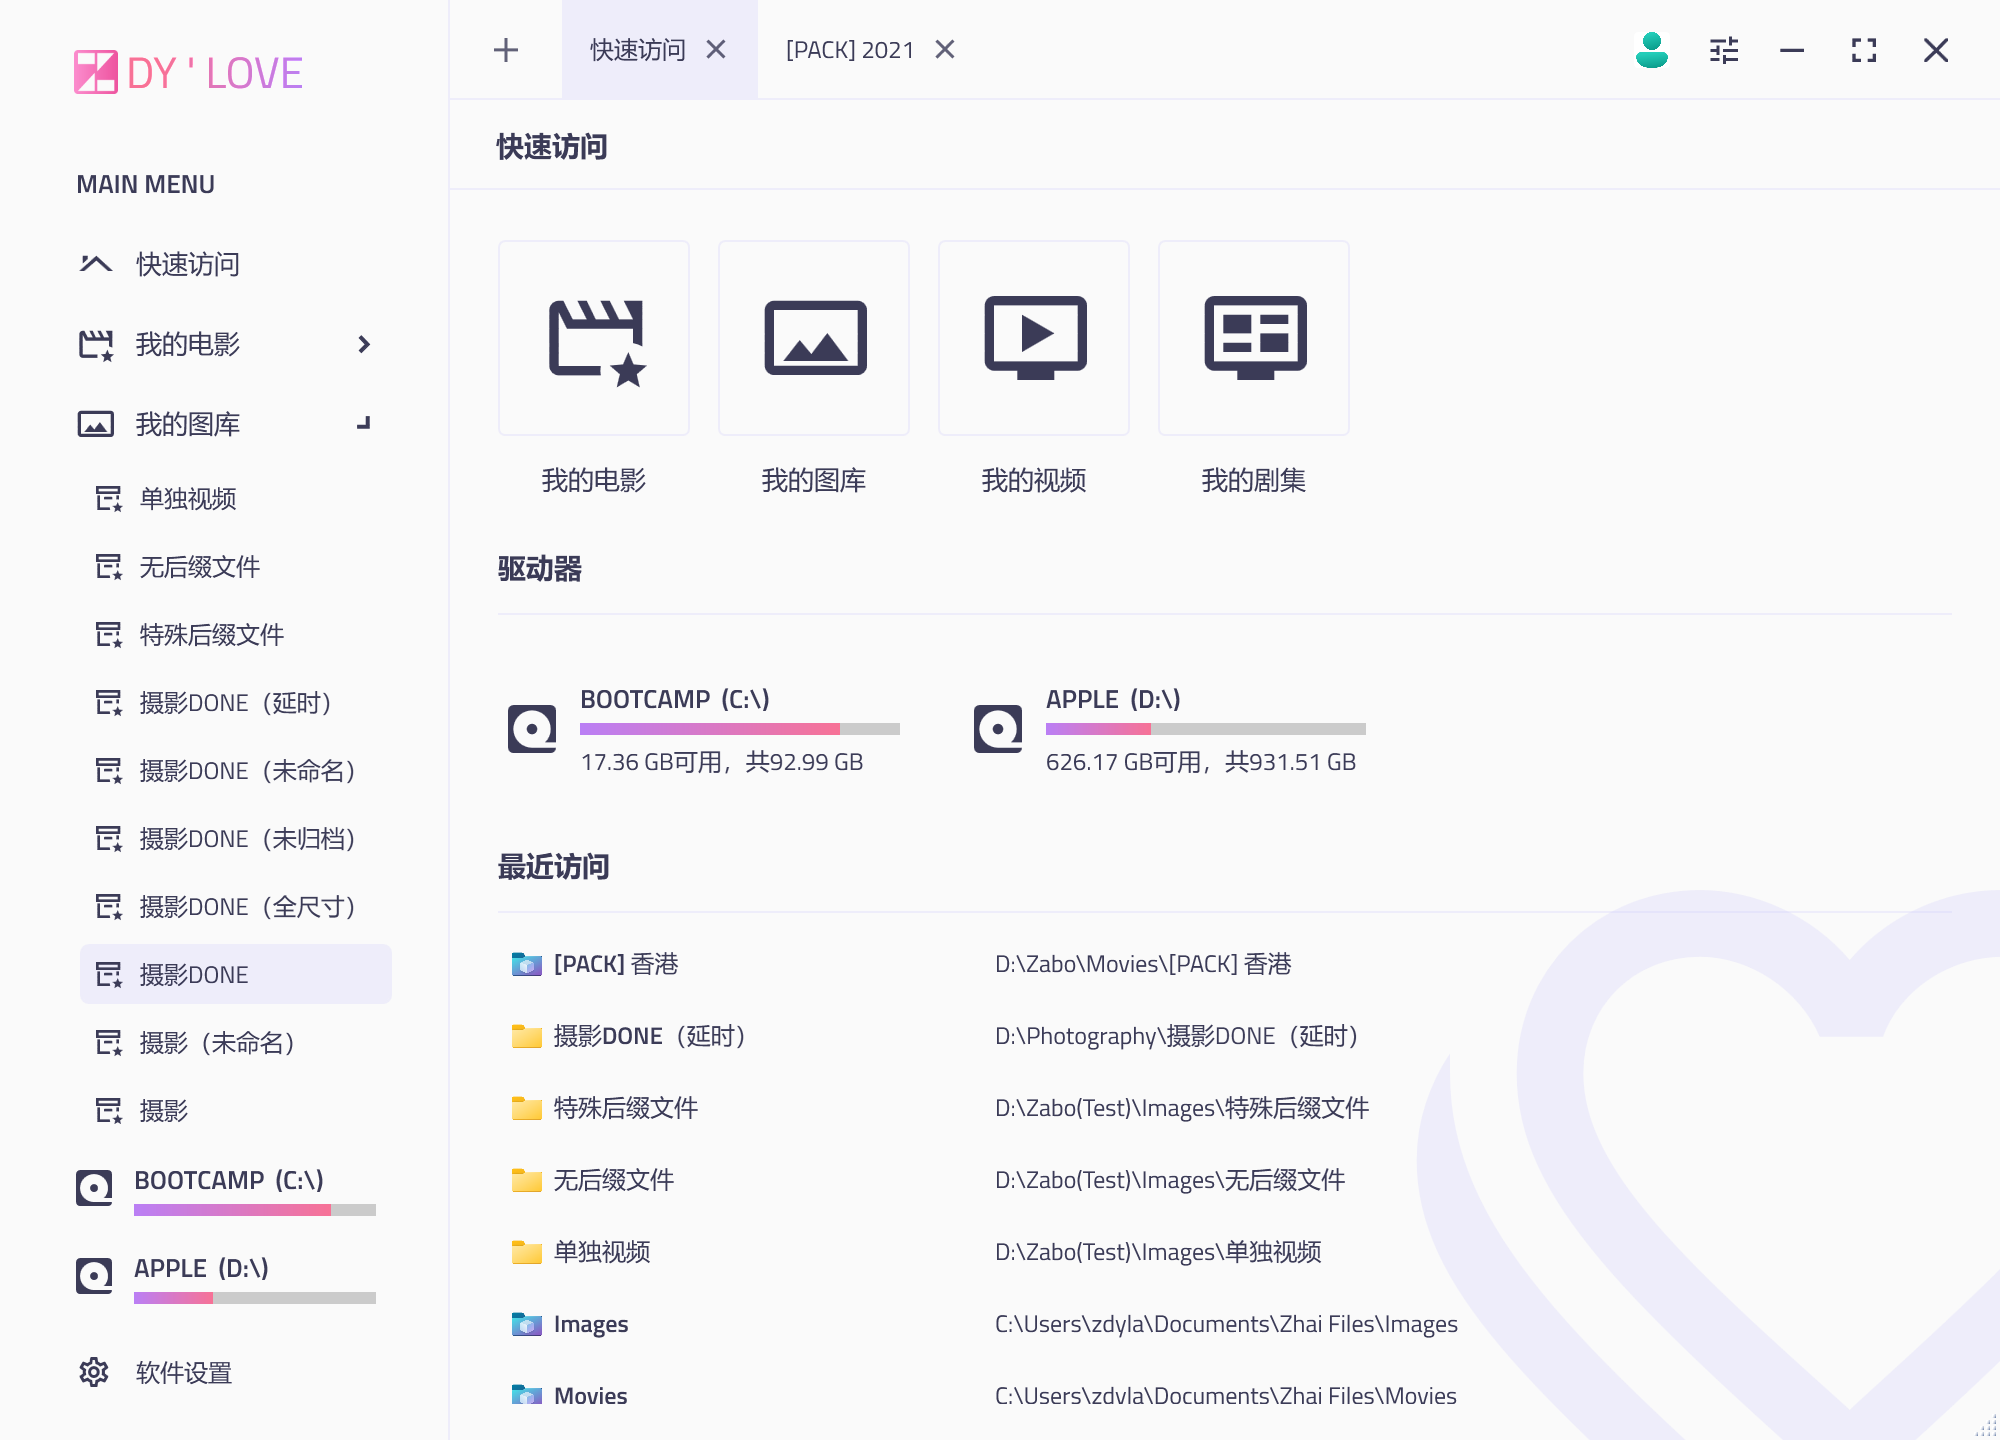 DY ' LOVE
MAIN MENU
快速访问
我的电影
我的图库
单独视频
无后缀文件
特殊后缀文件
摄影DONE（延时）
摄影DONE（未命名）
摄影DONE（未归档）
摄影DONE（全尺寸）
摄影DONE
摄影（未命名）
摄影
BOOTCAMP (C:\)
APPLE (D:\)
软件设置
快速访问
[PACK] 2021
快速访问
我的电影
我的图库
我的视频
我的剧集
驱动器
BOOTCAMP (C:\)
17.36 GB可用，共92.99 GB
APPLE (D:\)
626.17 GB可用，共931.51 GB
最近访问
[PACK] 香港 D:\Zabo\Movies\[PACK] 香港
摄影DONE（延时） D:\Photography\摄影DONE（延时）
特殊后缀文件 D:\Zabo(Test)\Images\特殊后缀文件
无后缀文件 D:\Zabo(Test)\Images\无后缀文件
单独视频 D:\Zabo(Test)\Images\单独视频
Images C:\Users\zdyla\Documents\Zhai Files\Images
Movies C:\Users\zdyla\Documents\Zhai Files\Movies